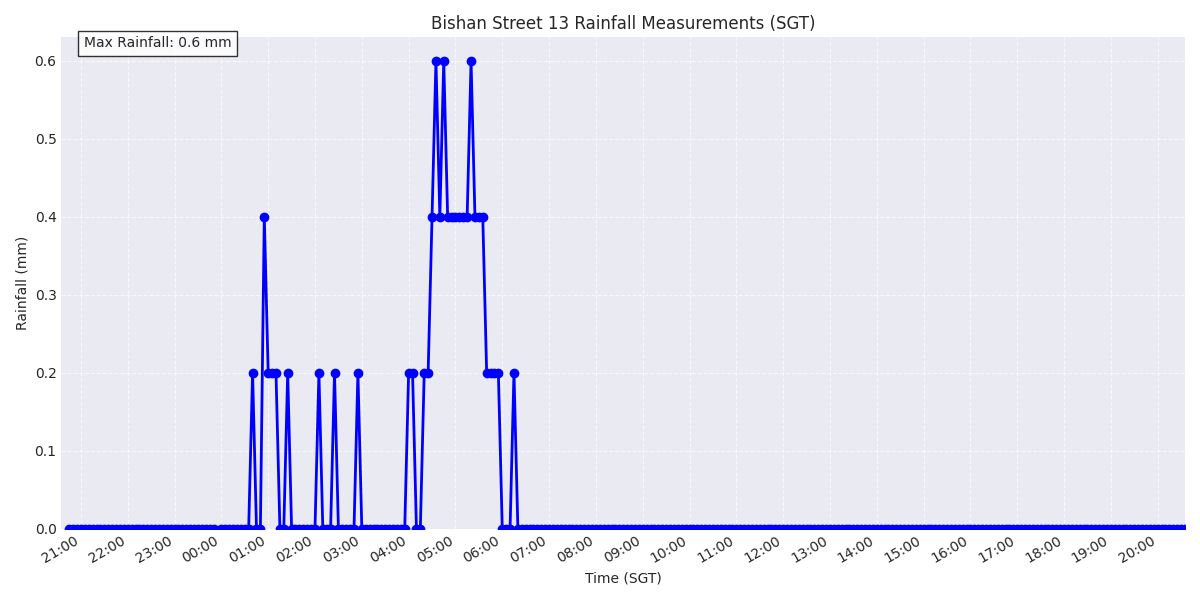 Bishan Street 13 Rainfall Measurements (SGT)
Max Rainfall: 0.6 mm
0.6
0.5
0.4
0.3
0.2
0.1
0.0
Rainfall (mm)
21:00 22:00 23:00 00:00 01:00 02:00 03:00 04:00 05:00 06:00 07:00 08:00 09:00 10:00 11:00 12:00 13:00 14:00 15:00 16:00 17:00 18:00 19:00 20:00
Time (SGT)